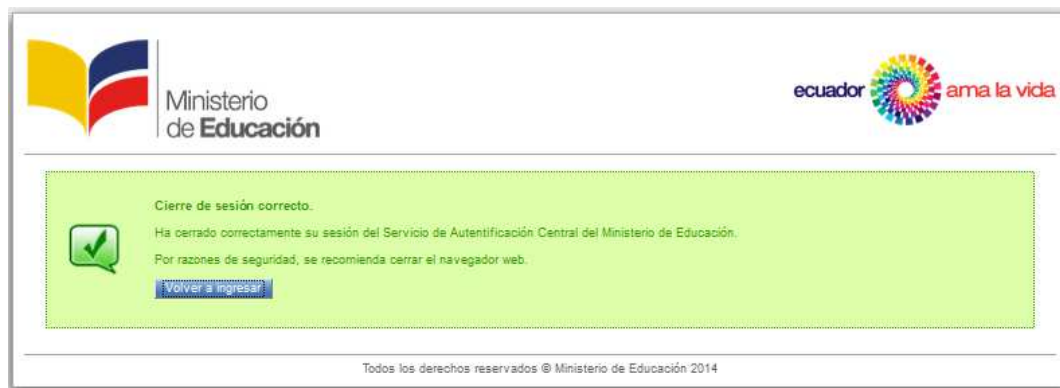 Ministerio
de Educación
ecuador ama la vida
Cierre de sesión correcto.
Ha cerrado correctamente su sesión del Servicio de Autentificación Central del Ministerio de Educación.
Por razones de seguridad, se recomienda cerrar el navegador web.
Volver a ingresar
Todos los derechos reservados © Ministerio de Educación 2014